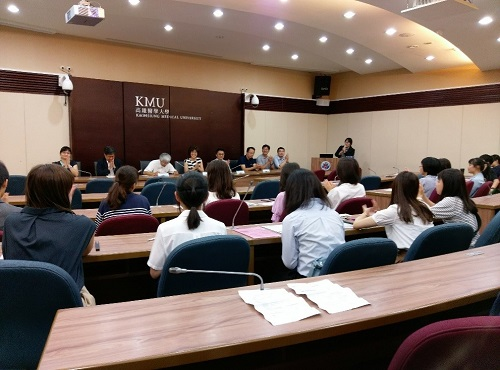 KMU
高雄醫學大學
KAOHSIUNG MEDICAL UNIVERSITY